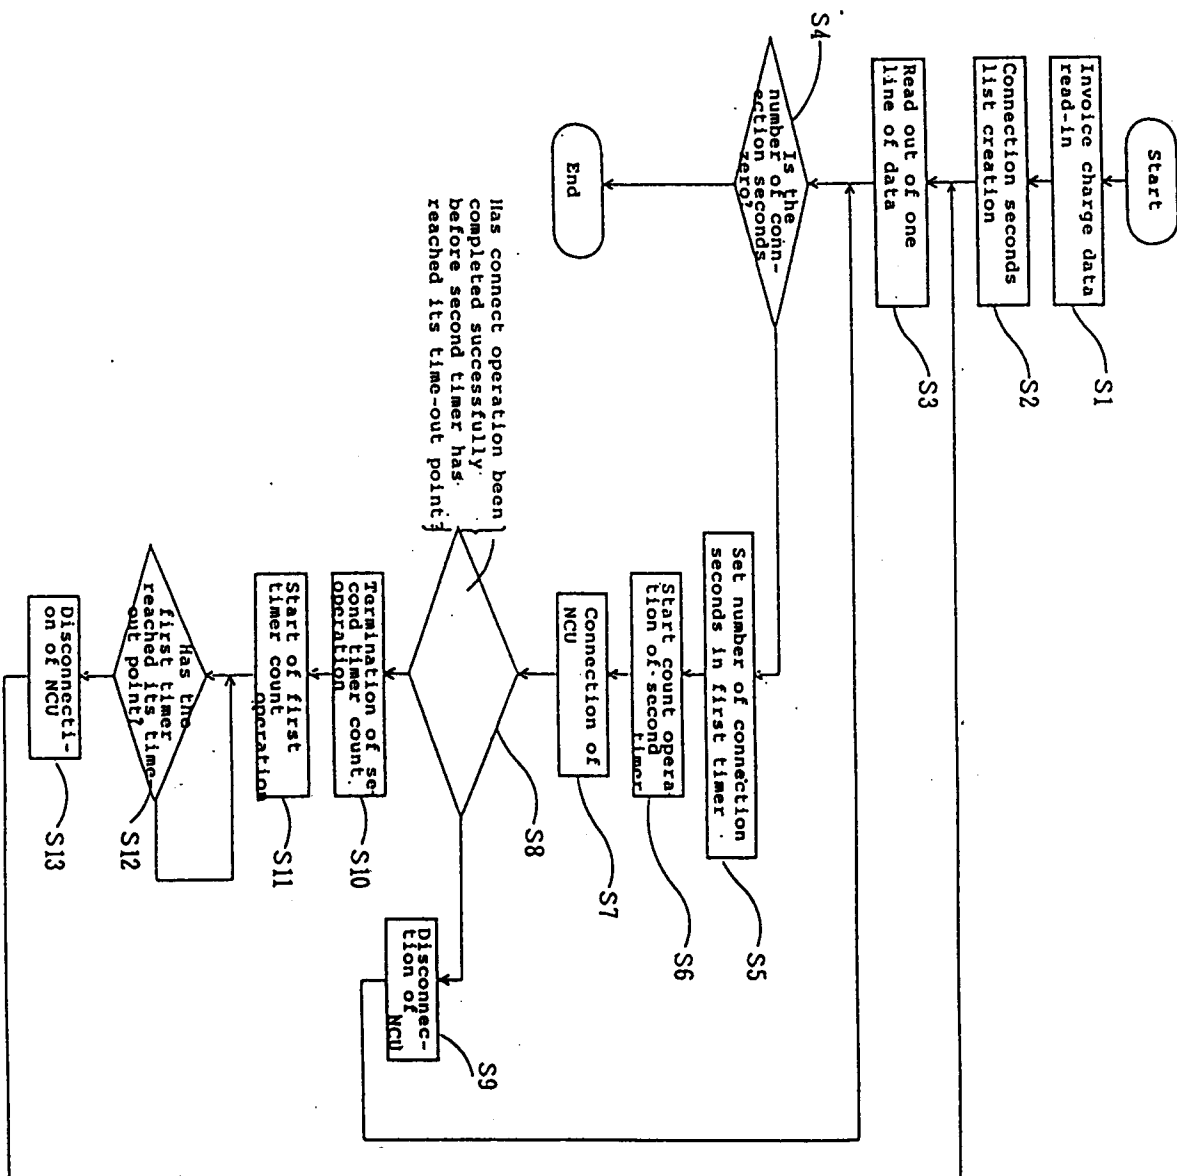 Start
Invoice charge data
read-in
S1
Connection seconds
list creation
S2
Read out of one
line of data
S3
Is the
number of conn-
ection seconds
zero?
S4
End
Set number of connection
seconds in first timer
S5
Start count opera
tion of second
timer
S6
Connection of
NCU
S7
Has connect operation been
completed successfully
before second timer has
reached its time-out point?
S8
Disconnec-
tion of
NCU
S9
Termination of se-
cond timer count
operation
S10
Start of first
timer count
operation
S11
Has the
first timer
reached its time-
out point?
S12
Disconnecti-
on of NCU
S13